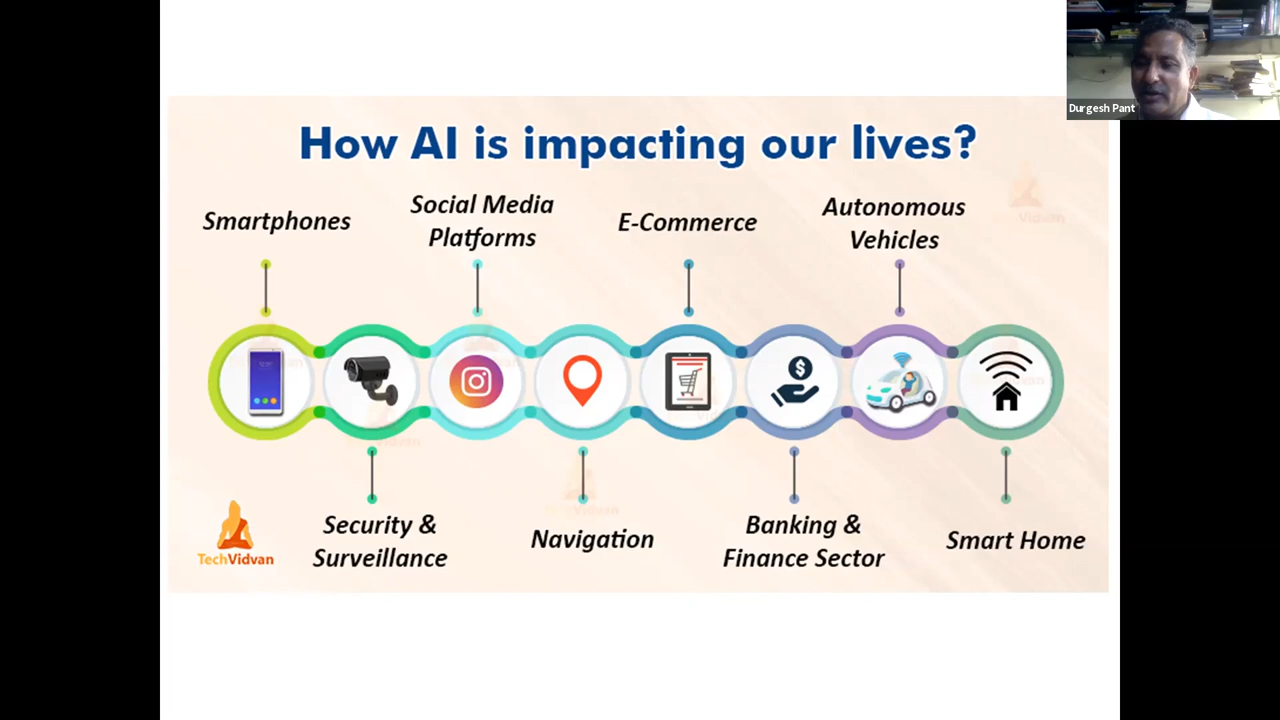 Durgesh Pant
How AI is impacting our lives?
Smartphones
Social Media
Platforms
E-Commerce
Autonomous
Vehicles
$
Security &
Surveillance
Navigation
Banking &
Finance Sector
Smart Home
TechVidvan